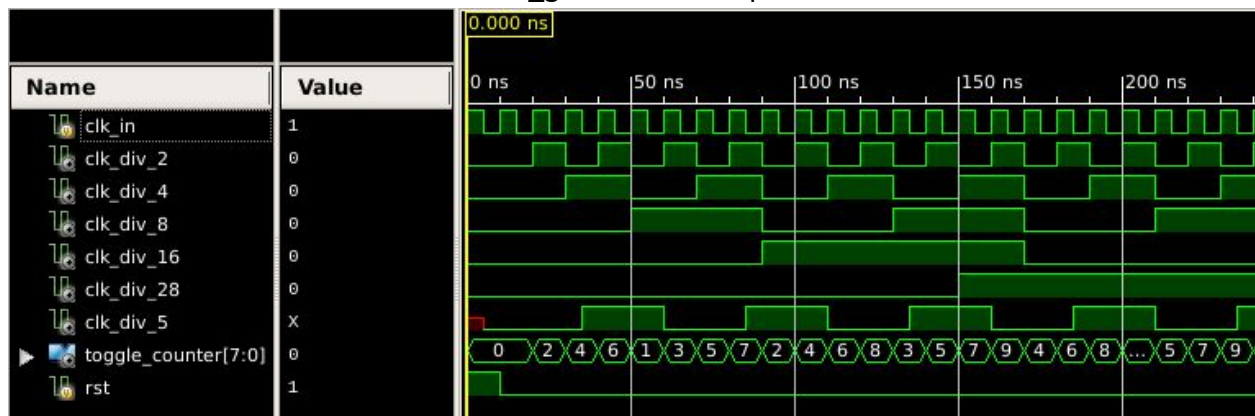 0.000 ns
Name Value 0 ns 50 ns 100 ns 150 ns 200 ns
clk_in 1
clk_div_2 0
clk_div_4 0
clk_div_8 0
clk_div_16 0
clk_div_28 0
clk_div_5 X
toggle_counter[7:0] 0 0 2 4 6 1 3 5 7 2 4 6 8 3 5 7 9 4 6 8 ... 5 7 9
rst 1